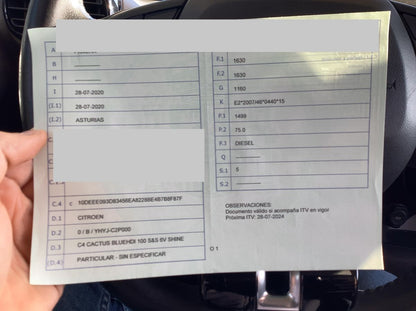 A
B
H
I 28-07-2020
(I.1) 28-07-2020
(I.2) ASTURIAS
C.4 c
D.1 CITROEN
D.2 0 / B / YHYJ-C2P000
D.3 C4 CACTUS BLUEHDI 100 S&S 6V SHINE
(D.4) PARTICULAR - SIN ESPECIFICAR
F.1 1630
F.2 1630
G 1160
K E2*2007/46*0440*15
P.1 1499
P.2 75.0
P.3 DIESEL
Q
S.1 5
S.2
OBSERVACIONES:
Documento válido si acompaña ITV en vigor
Próxima ITV: 28-07-2024
D 1